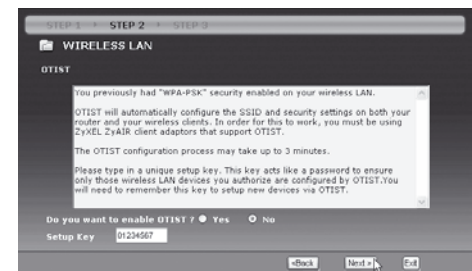 STEP 1 STEP 2 STEP 3
WIRELESS LAN
OTIST
You previously had "WPA-PSK" security enabled on your wireless LAN.
OTIST will automatically configure the SSID and security settings on both your
router and your wireless clients. In order for this to work, you must be using
ZyXEL ZyAIR client adaptors that support OTIST.
The OTIST configuration process may take up to 3 minutes.
Please type in a unique setup key. This key acts like a password to ensure
only those wireless LAN devices you authorize are configured by OTIST.You
will need to remember this key to setup new devices via OTIST.
Do you want to enable OTIST ? Yes No
Setup Key 01234567
<Back Next > Exit